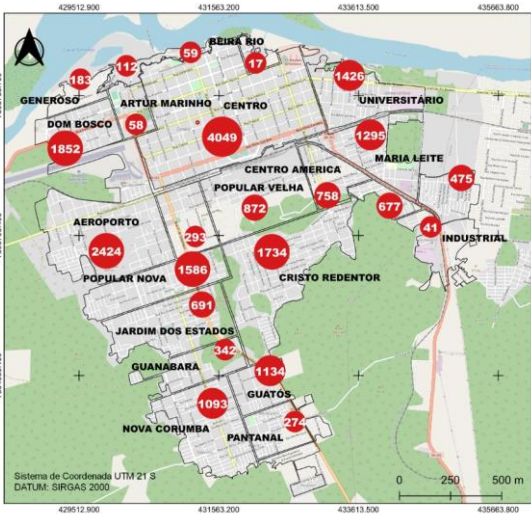 429512.900 431563.200 433613.500 435663.800
BEIRA RIO
59
17
112
183
1426
GENEROSO
ARTUR MARINHO
CENTRO
UNIVERSITÁRIO
DOM BOSCO
58
4049
1295
1852
MARIA LEITE
CENTRO AMERICA
475
POPULAR VELHA
758
677
872
AEROPORTO
293
41
INDUSTRIAL
2424
1734
1586
POPULAR NOVA
CRISTO REDENTOR
691
JARDIM DOS ESTADOS
342
GUANABARA
1134
GUATÓS
1093
NOVA CORUMBA
274
PANTANAL
Sistema de Coordenada UTM 21 S
DATUM: SIRGAS 2000
0 250 500 m
429512.900 431563.200 433613.500 435663.800